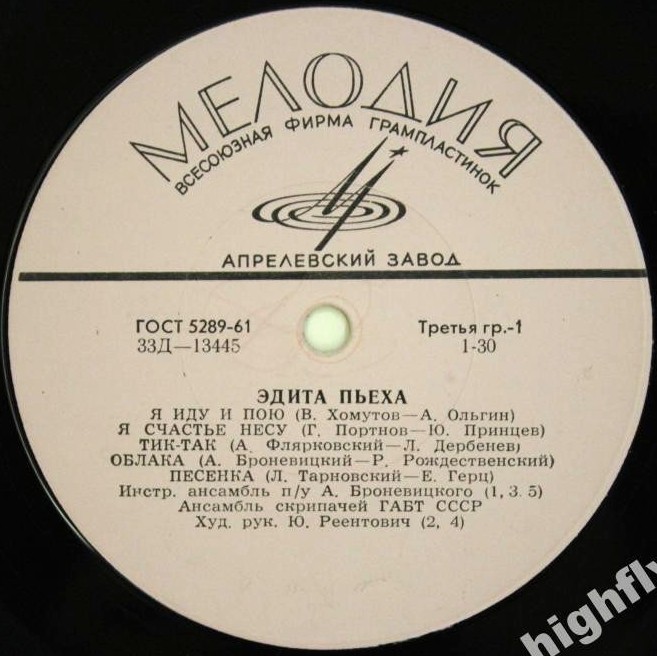 МЕЛОДИЯ
ВСЕСОЮЗНАЯ ФИРМА ГРАМПЛАСТИНОК
АПРЕЛЕВСКИЙ ЗАВОД
ГОСТ 5289-61
Третья гр.-1
33Д—13445
1-30
ЭДИТА ПЬЕХА
Я ИДУ И ПОЮ (В. Хомутов—А. Ольгин)
Я СЧАСТЬЕ НЕСУ (Г. Портнов—Ю. Принцев)
ТИК-ТАК (А. Флярковский—Л. Дербенев)
ОБЛАКА (А. Броневицкий—Р. Рождественский)
ПЕСЕНКА (Л. Тарновский—Е. Герц)
Инстр. ансамбль п/у А. Броневицкого (1, 3. 5)
Ансамбль скрипачей ГАБТ СССР
Худ. рук. Ю. Реентович (2, 4)
highfly